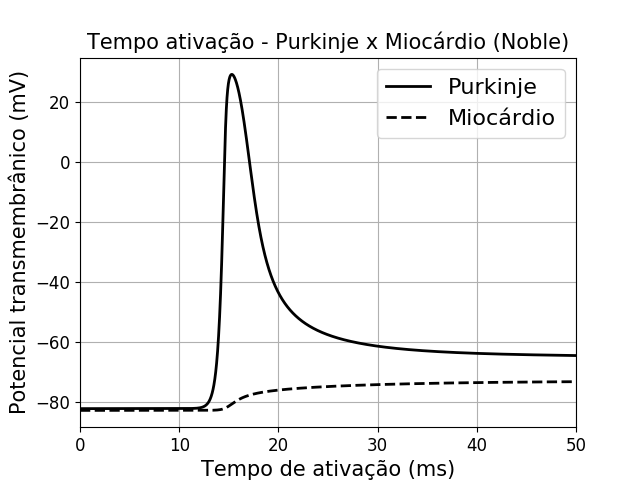 Tempo ativação - Purkinje x Miocárdio (Noble)
Purkinje
Miocárdio
Potencial transmembrânico (mV)
20
0
−20
−40
−60
−80
0 10 20 30 40 50
Tempo de ativação (ms)